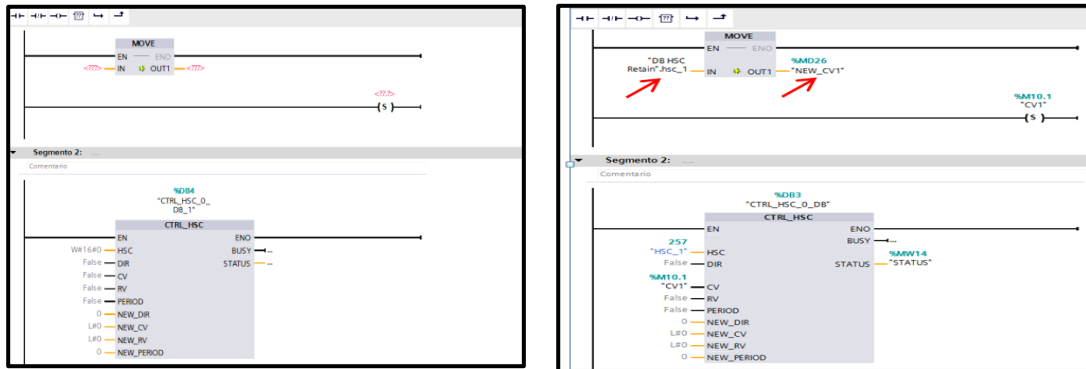 MOVE
EN ENO
<???> IN OUT1 <???>
<??.?>
( S )
Segmento 2: ...
Comentario
%DB4
"CTRL_HSC_0_
DB_1"
CTRL_HSC
EN ENO
W#16#0 HSC BUSY ...
False DIR STATUS ...
False CV
False RV
False PERIOD
0 NEW_DIR
L#0 NEW_CV
L#0 NEW_RV
0 NEW_PERIOD
MOVE
EN ENO
"DB HSC
Retain".hsc_1 IN OUT1
%MD26
"NEW_CV1"
%M10.1
"CV1"
( S )
Segmento 2: ...
Comentario
%DB3
"CTRL_HSC_0_DB"
CTRL_HSC
EN ENO
BUSY ...
257
"HSC_1" HSC
%MW14
False DIR STATUS "STATUS"
%M10.1
"CV1" CV
False RV
False PERIOD
0 NEW_DIR
L#0 NEW_CV
L#0 NEW_RV
0 NEW_PERIOD